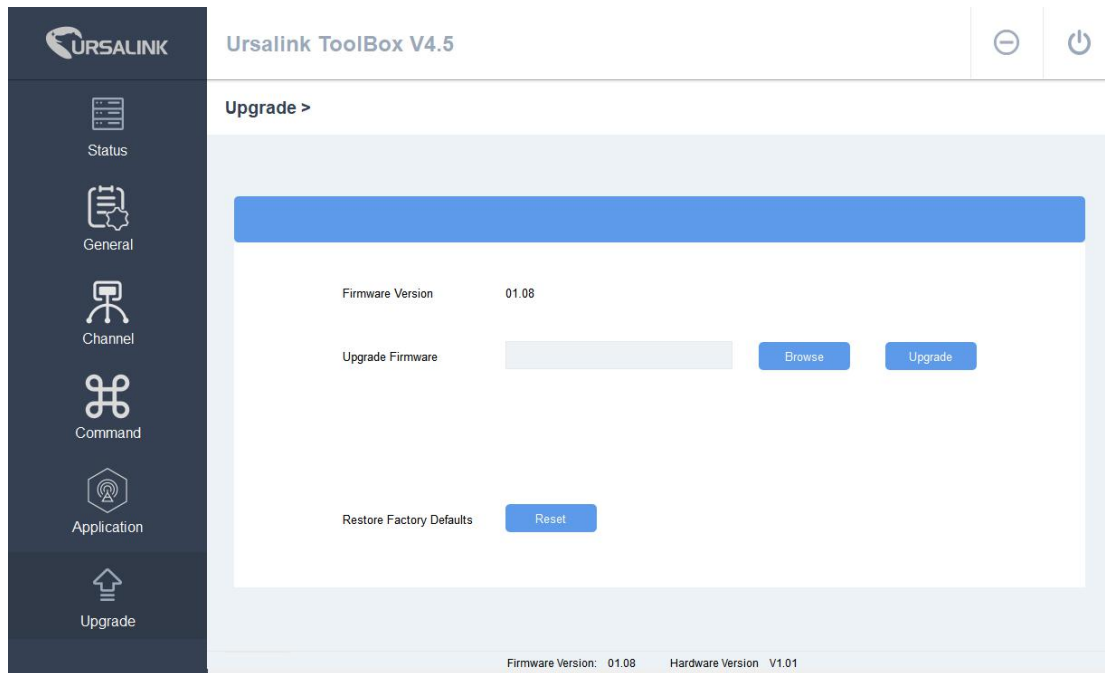 URSALINK
Ursalink ToolBox V4.5
Upgrade >
Status
General
Channel
Command
Application
Upgrade
Firmware Version 01.08
Upgrade Firmware Browse Upgrade
Restore Factory Defaults Reset
Firmware Version: 01.08 Hardware Version V1.01